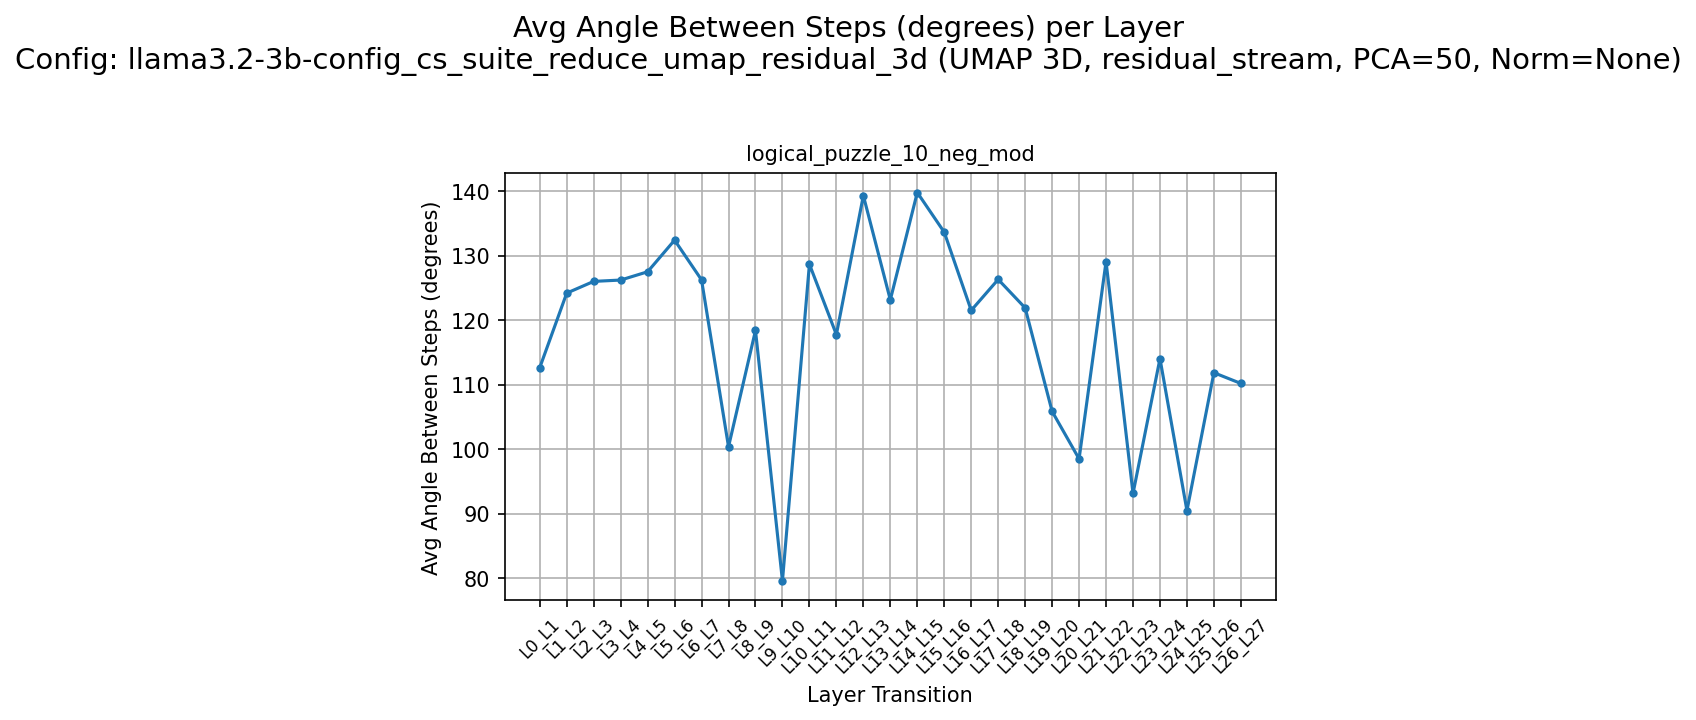 Avg Angle Between Steps (degrees) per Layer
Config: llama3.2-3b-config_cs_suite_reduce_umap_residual_3d (UMAP 3D, residual_stream, PCA=50, Norm=None)
logical_puzzle_10_neg_mod
Avg Angle Between Steps (degrees)
140
130
120
110
100
90
80
L0_L1
L1_L2
L2_L3
L3_L4
L4_L5
L5_L6
L6_L7
L7_L8
L8_L9
L9_L10
L10_L11
L11_L12
L12_L13
L13_L14
L14_L15
L15_L16
L16_L17
L17_L18
L18_L19
L19_L20
L20_L21
L21_L22
L22_L23
L23_L24
L24_L25
L25_L26
L26_L27
Layer Transition